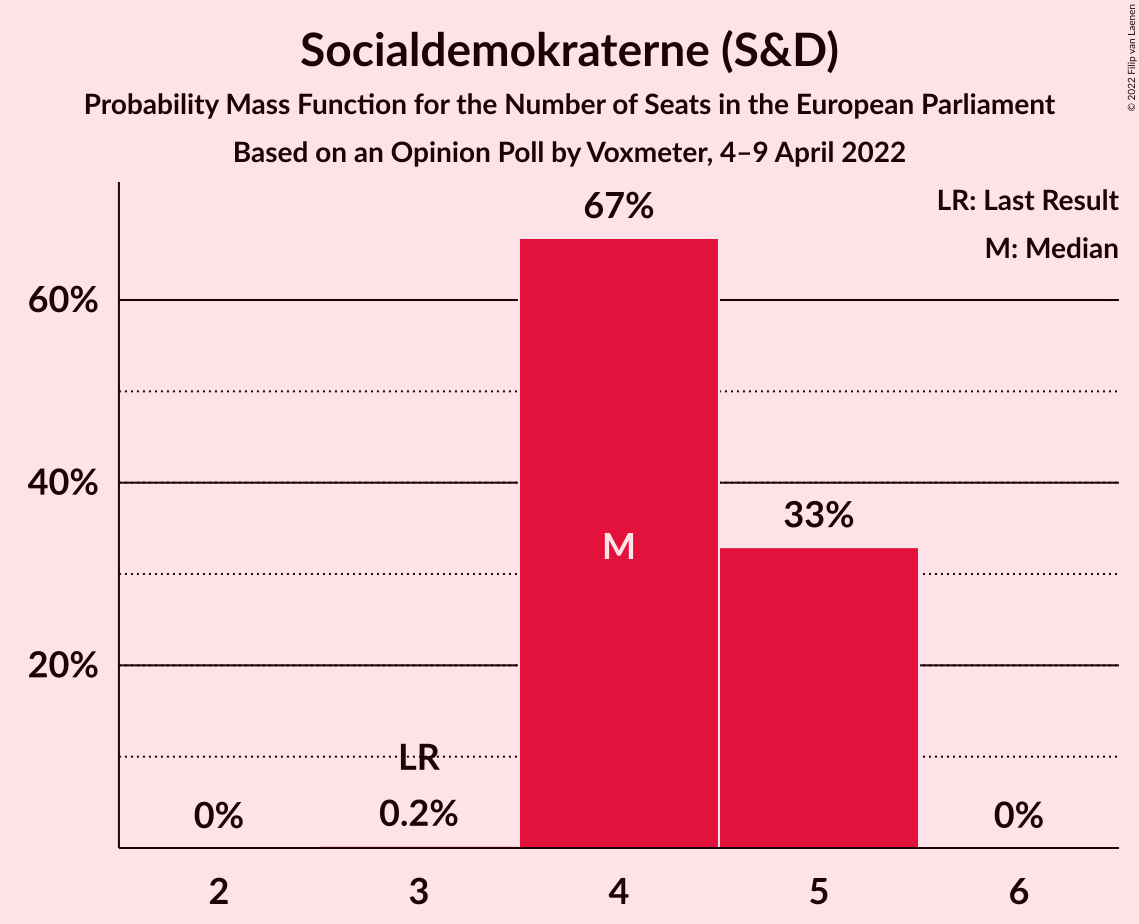 Socialdemokraterne (S&D)
Probability Mass Function for the Number of Seats in the European Parliament
Based on an Opinion Poll by Voxmeter, 4–9 April 2022
© 2022 Filip van Laenen
LR: Last Result
M: Median
67%
60%
40%
33%
M
20%
LR
0%
0.2%
0%
2
3
4
5
6